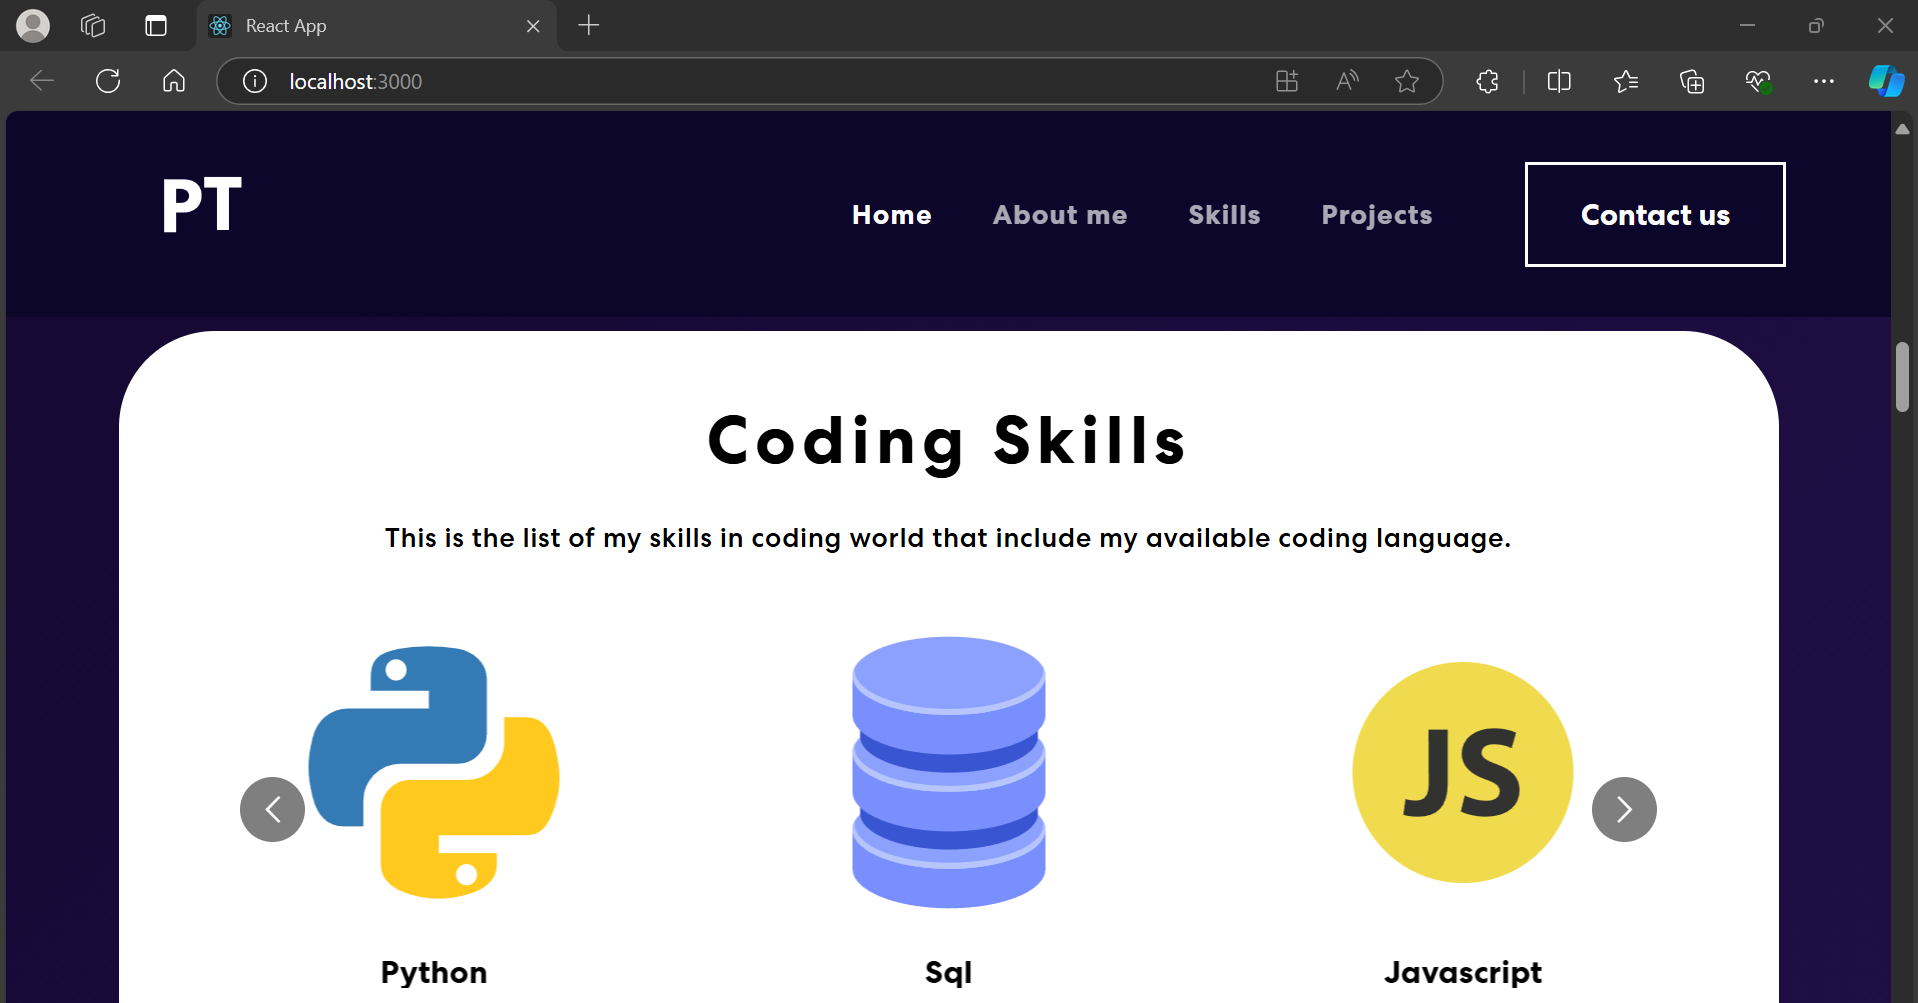 React App
localhost:3000
PT
Home About me Skills Projects Contact us
Coding Skills
This is the list of my skills in coding world that include my available coding language.
JS
Python Sql Javascript